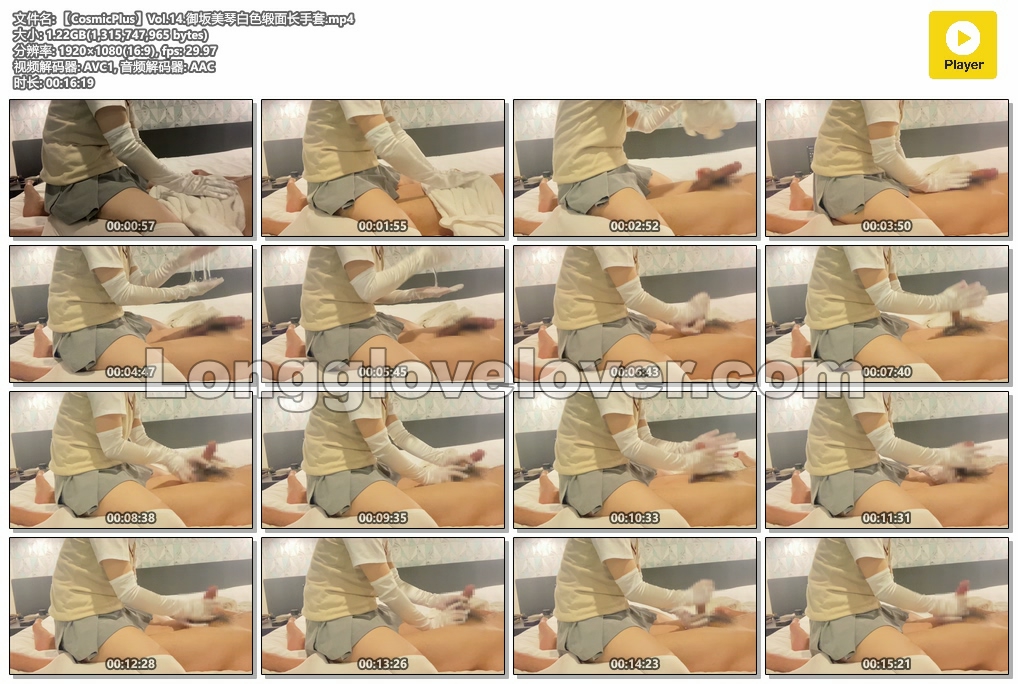 文件名: 【CosmicPlus】Vol.14.御坂美琴白色缎面长手套.mp4
大小: 1.22GB(1,315,747,965 bytes)
分辨率: 1920×1080(16:9), fps: 29.97
视频解码器: AVC1, 音频解码器: AAC
时长: 00:16:19
Player
00:00:57
00:01:55
00:02:52
00:03:50
00:04:47
00:05:45
00:06:43
00:07:40
Longglovelover.com
00:08:38
00:09:35
00:10:33
00:11:31
00:12:28
00:13:26
00:14:23
00:15:21